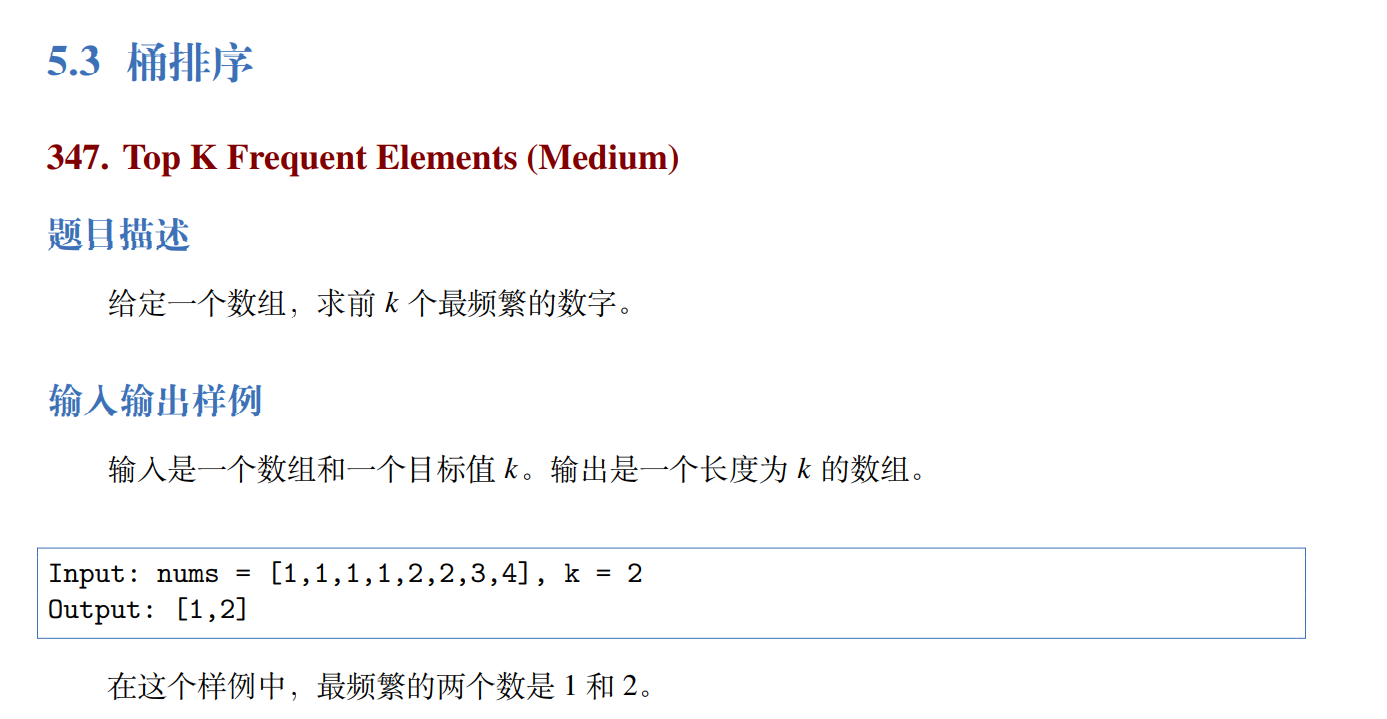 5.3 桶排序
347. Top K Frequent Elements (Medium)
题目描述
给定一个数组，求前 k 个最频繁的数字。
输入输出样例
输入是一个数组和一个目标值 k。输出是一个长度为 k 的数组。
Input: nums = [1,1,1,1,2,2,3,4], k = 2
Output: [1,2]
在这个样例中，最频繁的两个数是 1 和 2。